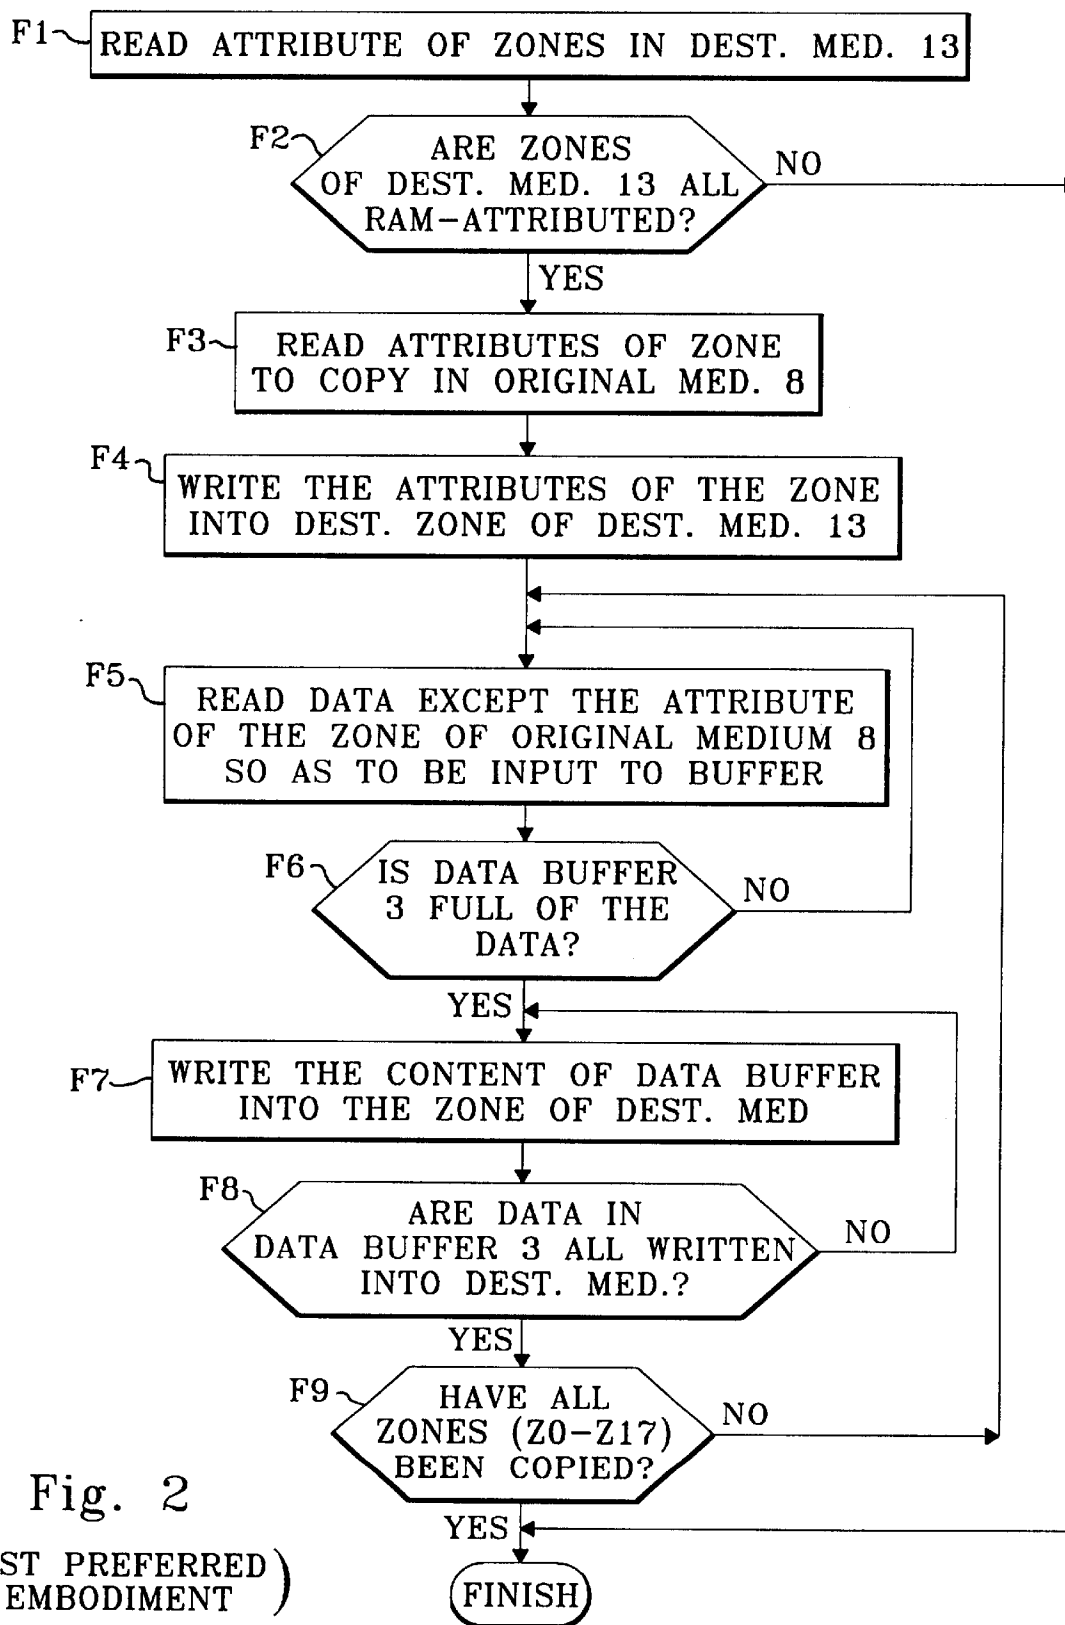 F1
READ ATTRIBUTE OF ZONES IN DEST. MED. 13
F2
ARE ZONES
OF DEST. MED. 13 ALL
RAM-ATTRIBUTED?
NO
YES
F3
READ ATTRIBUTES OF ZONE
TO COPY IN ORIGINAL MED. 8
F4
WRITE THE ATTRIBUTES OF THE ZONE
INTO DEST. ZONE OF DEST. MED. 13
F5
READ DATA EXCEPT THE ATTRIBUTE
OF THE ZONE OF ORIGINAL MEDIUM 8
SO AS TO BE INPUT TO BUFFER
F6
IS DATA BUFFER
3 FULL OF THE
DATA?
NO
YES
F7
WRITE THE CONTENT OF DATA BUFFER
INTO THE ZONE OF DEST. MED
F8
ARE DATA IN
DATA BUFFER 3 ALL WRITTEN
INTO DEST. MED.?
NO
YES
F9
HAVE ALL
ZONES (Z0-Z17)
BEEN COPIED?
NO
YES
FINISH
Fig. 2
ST PREFERRED
EMBODIMENT )